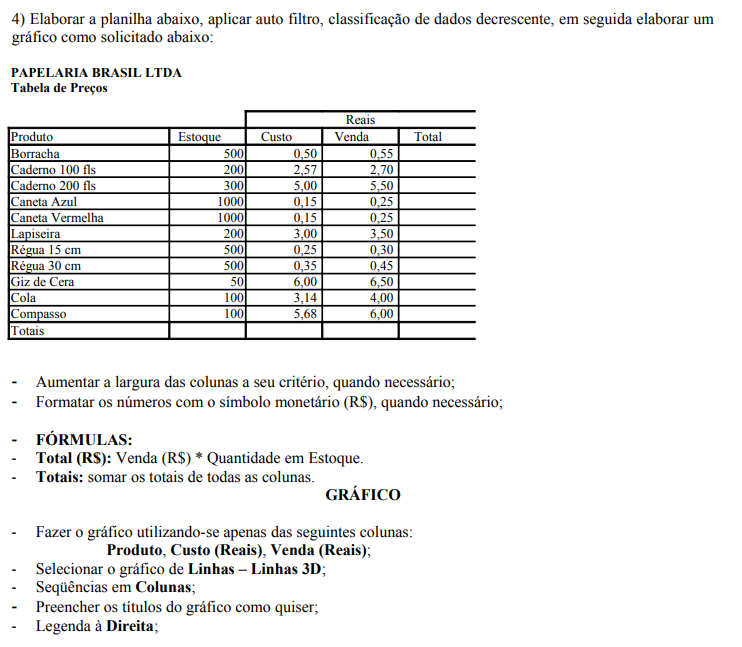 4) Elaborar a planilha abaixo, aplicar auto filtro, classificação de dados decrescente, em seguida elaborar um
gráfico como solicitado abaixo:
PAPELARIA BRASIL LTDA
Tabela de Preços
Reais
Produto Estoque Custo Venda Total
Borracha 500 0,50 0,55
Caderno 100 fls 200 2,57 2,70
Caderno 200 fls 300 5,00 5,50
Caneta Azul 1000 0,15 0,25
Caneta Vermelha 1000 0,15 0,25
Lapiseira 200 3,00 3,50
Régua 15 cm 500 0,25 0,30
Régua 30 cm 500 0,35 0,45
Giz de Cera 50 6,00 6,50
Cola 100 3,14 4,00
Compasso 100 5,68 6,00
Totais
- Aumentar a largura das colunas a seu critério, quando necessário;
- Formatar os números com o símbolo monetário (R$), quando necessário;
- FÓRMULAS:
- Total (R$): Venda (R$) * Quantidade em Estoque.
- Totais: somar os totais de todas as colunas.
GRÁFICO
- Fazer o gráfico utilizando-se apenas das seguintes colunas:
Produto, Custo (Reais), Venda (Reais);
- Selecionar o gráfico de Linhas – Linhas 3D;
- Seqüências em Colunas;
- Preencher os títulos do gráfico como quiser;
- Legenda à Direita;